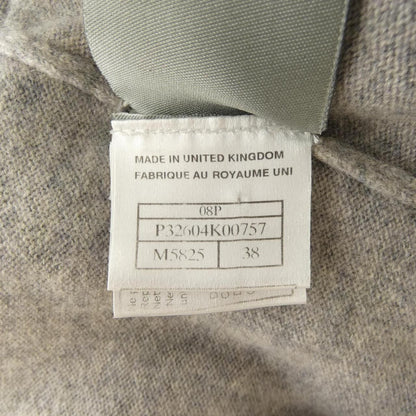 MADE IN UNITED KINGDOM
FABRIQUE AU ROYAUME UNI
08P
P32604K00757
M5825 38